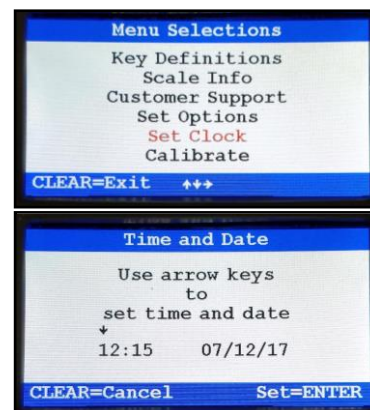 Menu Selections
Key Definitions
Scale Info
Customer Support
Set Options
Set Clock
Calibrate
CLEAR=Exit ↑↓→
Time and Date
Use arrow keys
to
set time and date
↓
12:15 07/12/17
CLEAR=Cancel Set=ENTER